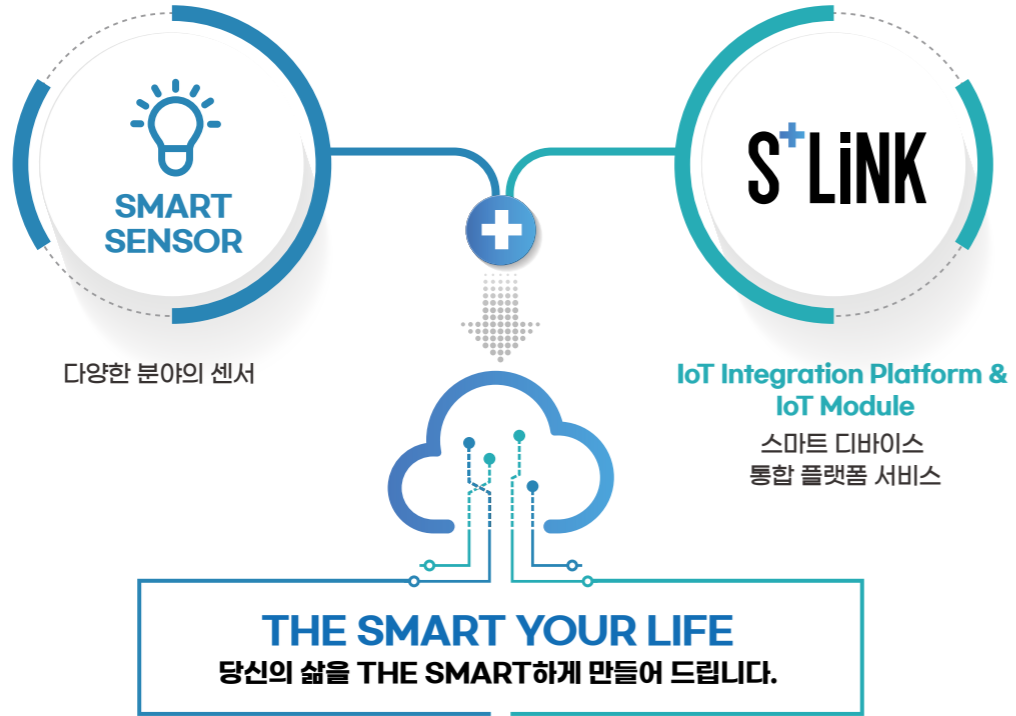 SMART
SENSOR
다양한 분야의 센서
S+LiNK
IoT Integration Platform &
IoT Module
스마트 디바이스
통합 플랫폼 서비스
THE SMART YOUR LIFE
당신의 삶을 THE SMART하게 만들어 드립니다.